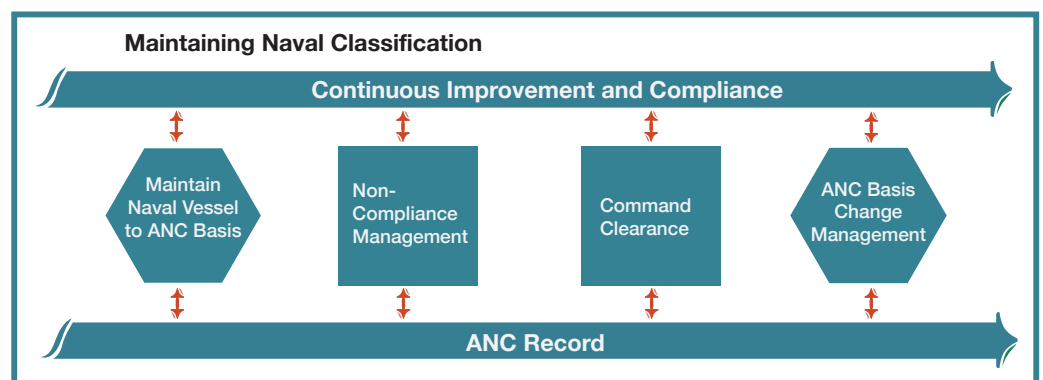 Maintaining Naval Classification
Continuous Improvement and Compliance
Maintain
Naval Vessel
to ANC Basis
Non-
Compliance
Management
Command
Clearance
ANC Basis
Change
Management
ANC Record